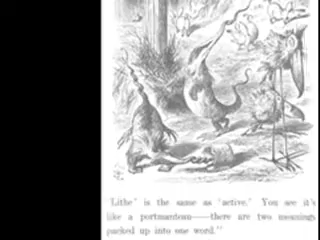 'Lithe' is the same as 'active.' You see it's
like a portmanteau——there are two meanings
packed up into one word."